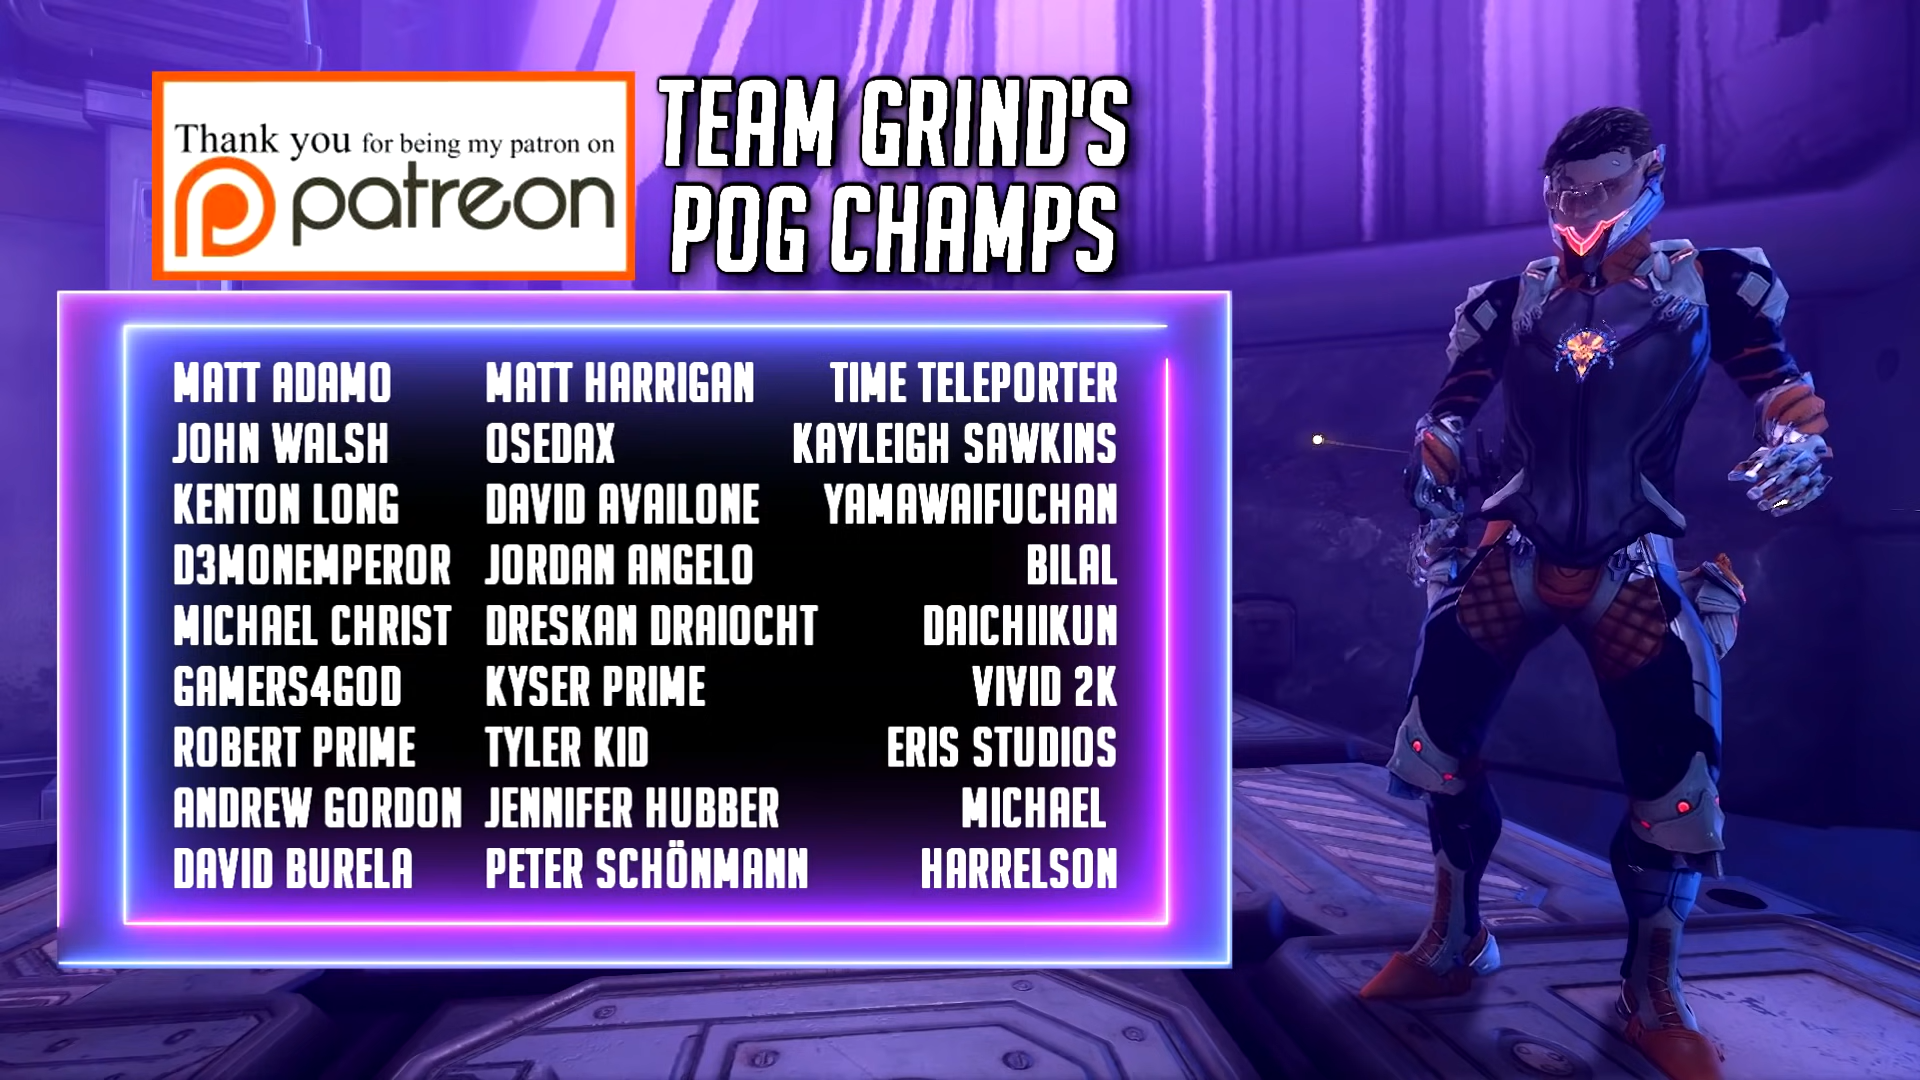 Thank you for being my patron on
patreon
TEAM GRIND'S
POG CHAMPS
MATT ADAMO
JOHN WALSH
KENTON LONG
D3MONEMPEROR
MICHAEL CHRIST
GAMERS4GOD
ROBERT PRIME
ANDREW GORDON
DAVID BURELA
MATT HARRIGAN
OSEDAX
DAVID AVAILONE
JORDAN ANGELO
DRESKAN DRAIOCHT
KYSER PRIME
TYLER KID
JENNIFER HUBBER
PETER SCHÖNMANN
TIME TELEPORTER
KAYLEIGH SAWKINS
YAMAWAIFUCHAN
BILAL
DAICHIIKUN
VIVID 2K
ERIS STUDIOS
MICHAEL
HARRELSON